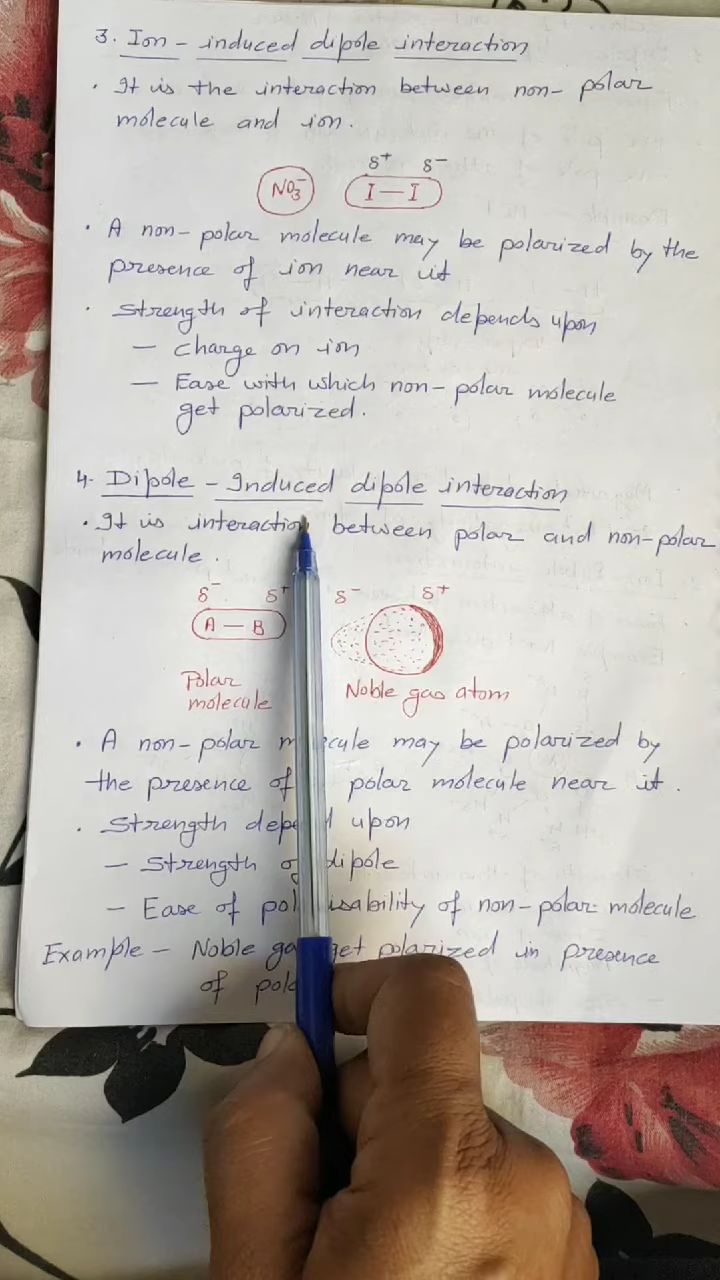 3. Ion - induced dipole interaction
· It is the interaction between non- polar
molecule and ion.
δ+ δ-
NO3- I — I
· A non- polar molecule may be polarized by the
presence of ion near it
· Strength of interaction depends upon
— charge on ion
— Ease with which non- polar molecule
get polarized.
4. Dipole - Induced dipole interaction
· It is interaction between polar and non-polar
molecule.
δ- δ+ δ- δ+
A — B
Polar
molecule
Noble gas atom
· A non-polar may be polarized by
the presence of polar molecule near it.
· Strength upon
— Strength dipole
— Ease of of non-polar molecule
Example - Noble get polarized in presence
of